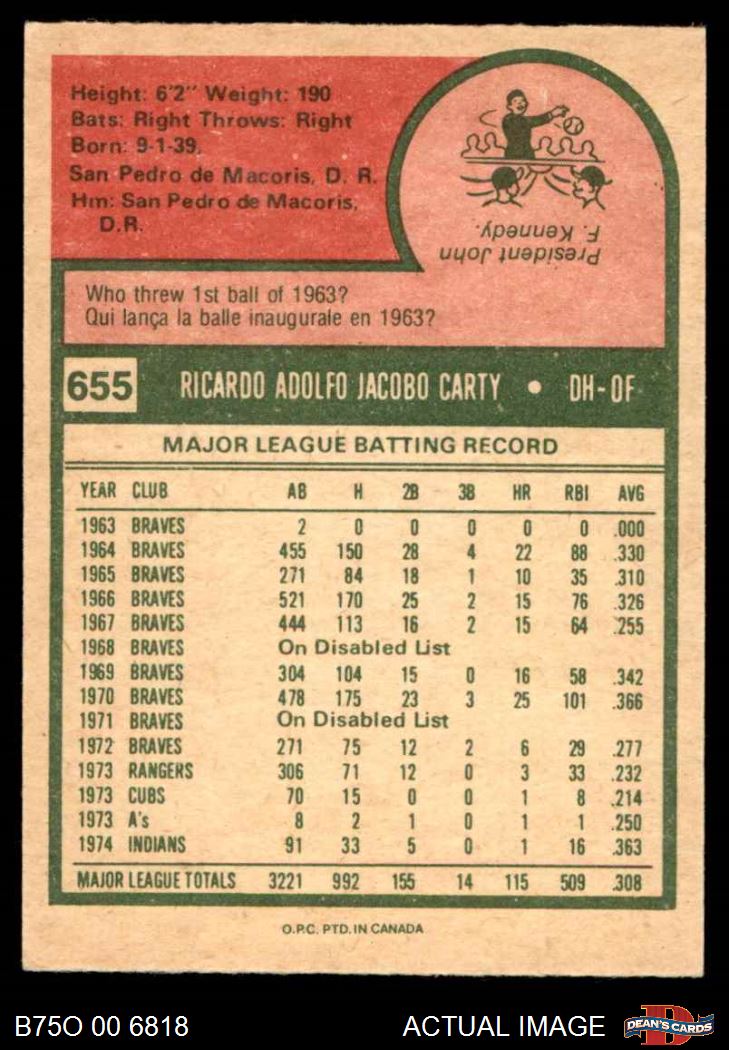 Height: 6'2" Weight: 190
Bats: Right Throws: Right
Born: 9-1-39,
San Pedro de Macoris, D. R.
Hm: San Pedro de Macoris,
D.R.
President John
F. Kennedy.
Who threw 1st ball of 1963?
Qui lança la balle inaugurale en 1963?
655 RICARDO ADOLFO JACOBO CARTY • DH-OF
MAJOR LEAGUE BATTING RECORD
YEAR CLUB AB H 2B 3B HR RBI AVG
1963 BRAVES 2 0 0 0 0 0 .000
1964 BRAVES 455 150 28 4 22 88 .330
1965 BRAVES 271 84 18 1 10 35 .310
1966 BRAVES 521 170 25 2 15 76 .326
1967 BRAVES 444 113 16 2 15 64 .255
1968 BRAVES On Disabled List
1969 BRAVES 304 104 15 0 16 58 .342
1970 BRAVES 478 175 23 3 25 101 .366
1971 BRAVES On Disabled List
1972 BRAVES 271 75 12 2 6 29 .277
1973 RANGERS 306 71 12 0 3 33 .232
1973 CUBS 70 15 0 0 1 8 .214
1973 A's 8 2 1 0 1 1 .250
1974 INDIANS 91 33 5 0 1 16 .363
MAJOR LEAGUE TOTALS 3221 992 155 14 115 509 .308
O.P.C. PTD. IN CANADA
B75O 00 6818 ACTUAL IMAGE
DEAN'S CARDS